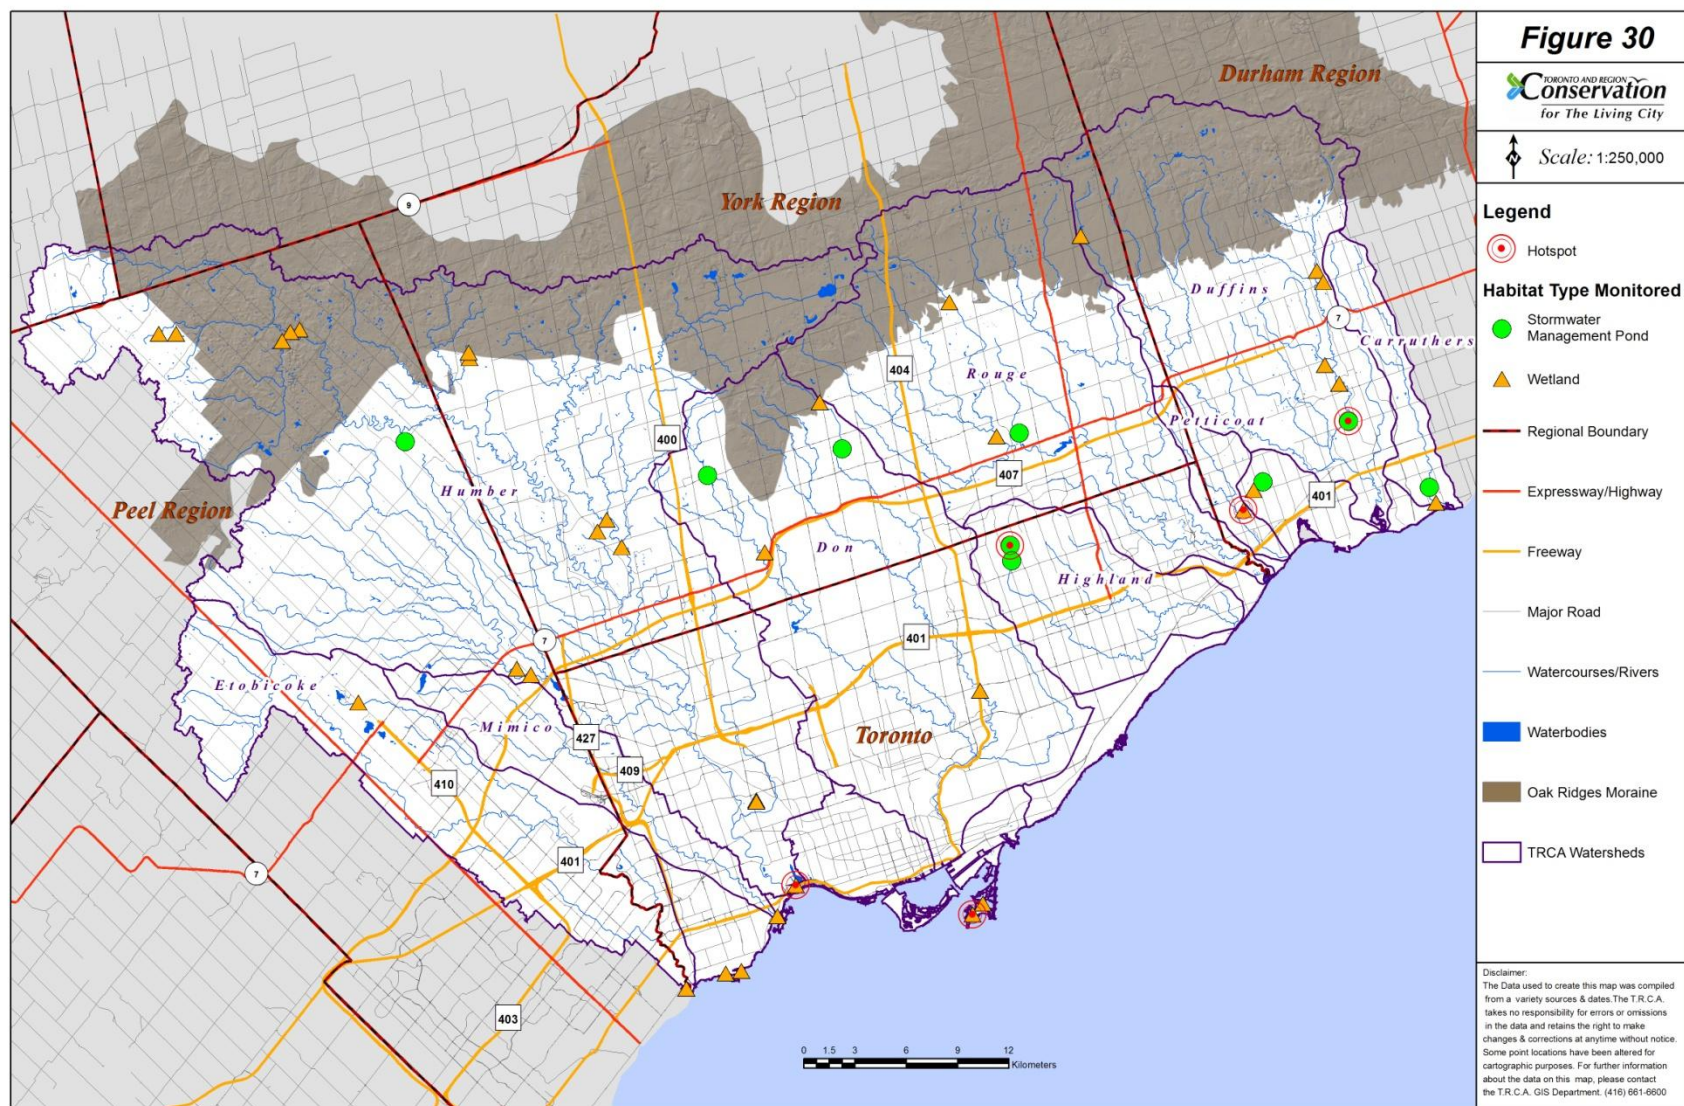 Figure 30
TORONTO AND REGION
Conservation
for The Living City
N
Scale: 1:250,000
Legend
Hotspot
Habitat Type Monitored
Stormwater
Management Pond
Wetland
Regional Boundary
Expressway/Highway
Freeway
Major Road
Watercourses/Rivers
Waterbodies
Oak Ridges Moraine
TRCA Watersheds
Disclaimer:
The Data used to create this map was compiled
from a variety sources & dates.The T.R.C.A.
takes no responsibility for errors or omissions
in the data and retains the right to make
changes & corrections at anytime without notice.
Some point locations have been altered for
cartographic purposes. For further information
about the data on this map, please contact
the T.R.C.A. GIS Department. (416) 661-6600
Durham Region
York Region
9
Duffins
7
Carruthers
404
Rouge
Petticoat
400
407
Humber
401
Peel Region
Don
Highland
7
401
Etobicoke
Mimico
427
Toronto
409
410
401
7
403
0 1.5 3 6 9 12
Kilometers